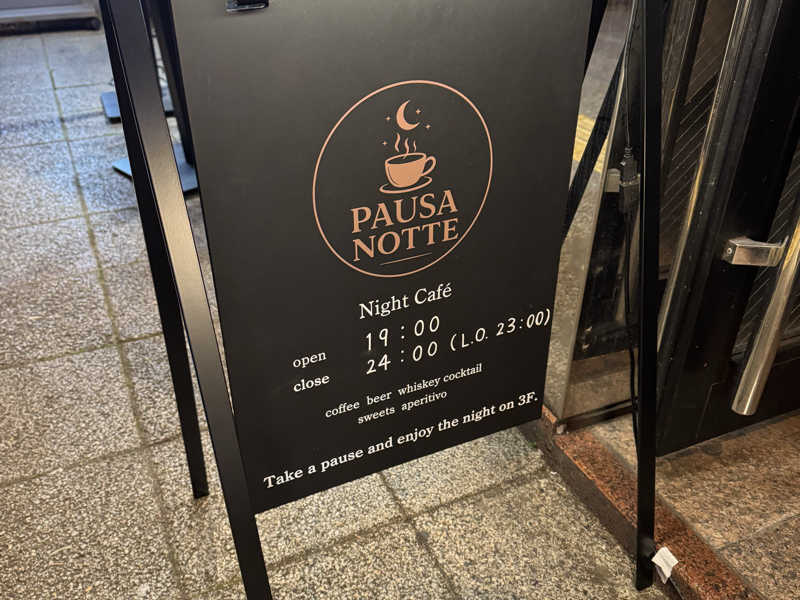 PAUSA
NOTTE
Night Café
open 19:00
close 24:00 (L.O. 23:00)
coffee beer whiskey cocktail
sweets aperitivo
Take a pause and enjoy the night on 3F.